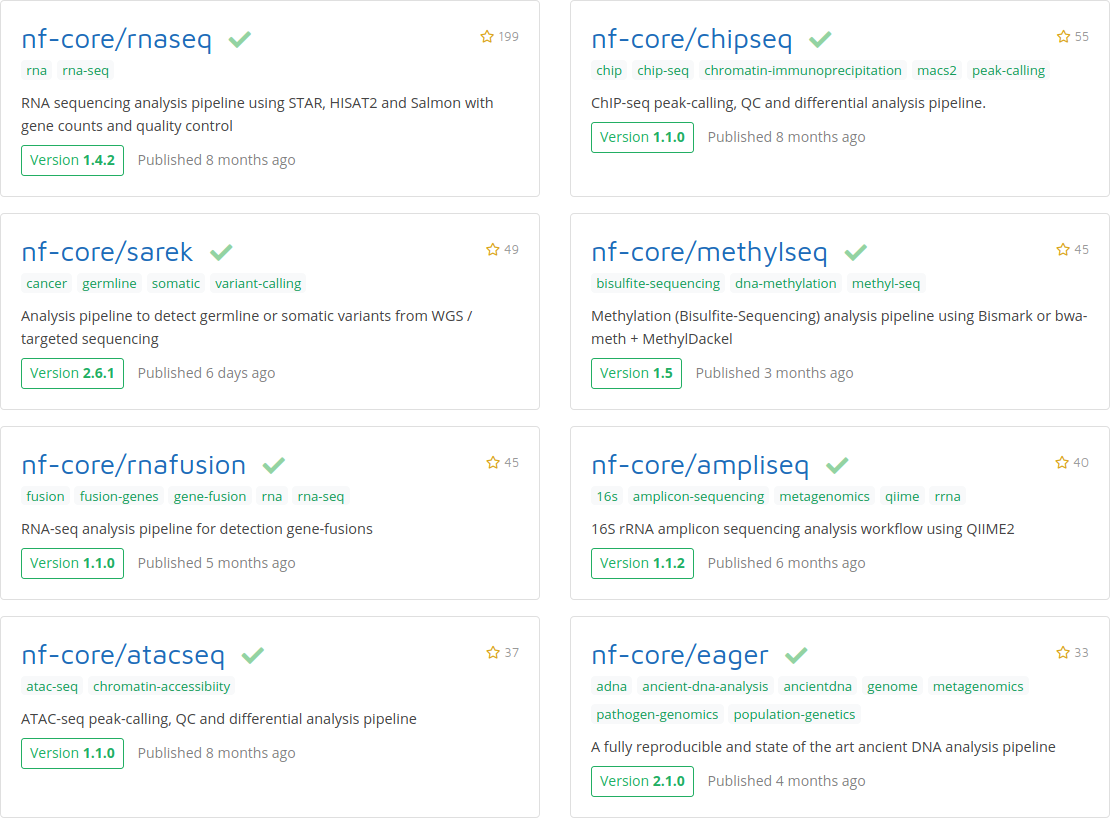 nf-core/rnaseq 199
rna rna-seq
RNA sequencing analysis pipeline using STAR, HISAT2 and Salmon with
gene counts and quality control
Version 1.4.2 Published 8 months ago
nf-core/chipseq 55
chip chip-seq chromatin-immunoprecipitation macs2 peak-calling
ChIP-seq peak-calling, QC and differential analysis pipeline.
Version 1.1.0 Published 8 months ago
nf-core/sarek 49
cancer germline somatic variant-calling
Analysis pipeline to detect germline or somatic variants from WGS /
targeted sequencing
Version 2.6.1 Published 6 days ago
nf-core/methylseq 45
bisulfite-sequencing dna-methylation methyl-seq
Methylation (Bisulfite-Sequencing) analysis pipeline using Bismark or bwa-
meth + MethylDackel
Version 1.5 Published 3 months ago
nf-core/rnafusion 45
fusion fusion-genes gene-fusion rna rna-seq
RNA-seq analysis pipeline for detection gene-fusions
Version 1.1.0 Published 5 months ago
nf-core/ampliseq 40
16s amplicon-sequencing metagenomics qiime rrna
16S rRNA amplicon sequencing analysis workflow using QIIME2
Version 1.1.2 Published 6 months ago
nf-core/atacseq 37
atac-seq chromatin-accessibiity
ATAC-seq peak-calling, QC and differential analysis pipeline
Version 1.1.0 Published 8 months ago
nf-core/eager 33
adna ancient-dna-analysis ancientdna genome metagenomics
pathogen-genomics population-genetics
A fully reproducible and state of the art ancient DNA analysis pipeline
Version 2.1.0 Published 4 months ago